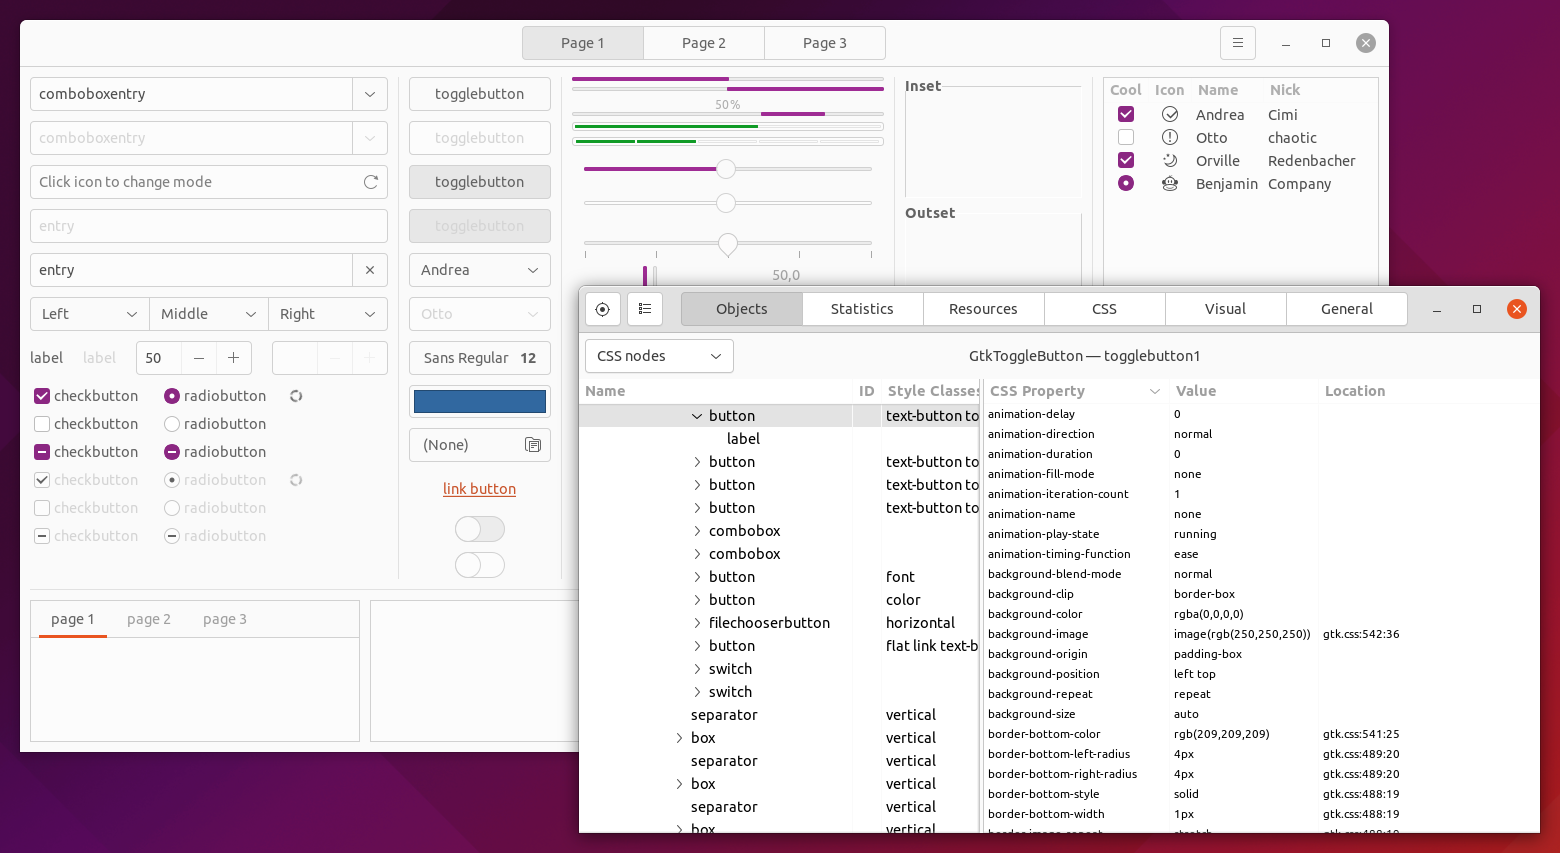 Page 1 Page 2 Page 3
comboboxentry
comboboxentry
Click icon to change mode
entry
entry
Left Middle Right
label label 50
checkbutton radiobutton
checkbutton radiobutton
checkbutton radiobutton
checkbutton radiobutton
checkbutton radiobutton
checkbutton radiobutton
togglebutton
togglebutton
togglebutton
togglebutton
Andrea
Otto
Sans Regular 12
(None)
link button
50%
50,0
Inset
Outset
Cool Icon Name Nick
Andrea Cimi
Otto chaotic
Orville Redenbacher
Benjamin Company
page 1 page 2 page 3
Objects Statistics Resources CSS Visual General
CSS nodes GtkToggleButton — togglebutton1
Name ID Style Classes
button text-button to
label
button text-button to
button text-button to
button text-button to
combobox
combobox
button font
button color
filechooserbutton horizontal
button flat link text-b
switch
switch
separator vertical
box vertical
separator vertical
box vertical
separator vertical
box vertical
CSS Property Value Location
animation-delay 0
animation-direction normal
animation-duration 0
animation-fill-mode none
animation-iteration-count 1
animation-name none
animation-play-state running
animation-timing-function ease
background-blend-mode normal
background-clip border-box
background-color rgba(0,0,0,0)
background-image image(rgb(250,250,250)) gtk.css:542:36
background-origin padding-box
background-position left top
background-repeat repeat
background-size auto
border-bottom-color rgb(209,209,209) gtk.css:541:25
border-bottom-left-radius 4px gtk.css:489:20
border-bottom-right-radius 4px gtk.css:489:20
border-bottom-style solid gtk.css:488:19
border-bottom-width 1px gtk.css:488:19
border-image-repeat stretch gtk.css:488:19